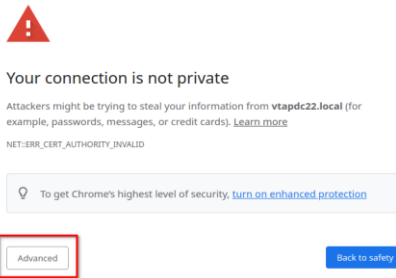 Your connection is not private
Attackers might be trying to steal your information from vtapdc22.local (for
example, passwords, messages, or credit cards). Learn more
NET::ERR_CERT_AUTHORITY_INVALID
To get Chrome's highest level of security, turn on enhanced protection
Advanced
Back to safety